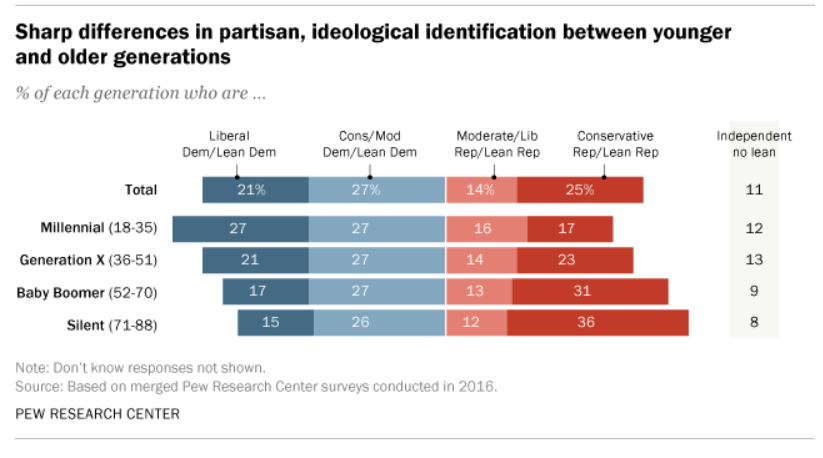 Sharp differences in partisan, ideological identification between younger
and older generations
% of each generation who are ...
Liberal
Dem/Lean Dem
Cons/Mod
Dem/Lean Dem
Moderate/Lib
Rep/Lean Rep
Conservative
Rep/Lean Rep
Independent
no lean
Total 21% 27% 14% 25% 11
Millennial (18-35) 27 27 16 17 12
Generation X (36-51) 21 27 14 23 13
Baby Boomer (52-70) 17 27 13 31 9
Silent (71-88) 15 26 12 36 8
Note: Don't know responses not shown.
Source: Based on merged Pew Research Center surveys conducted in 2016.
PEW RESEARCH CENTER